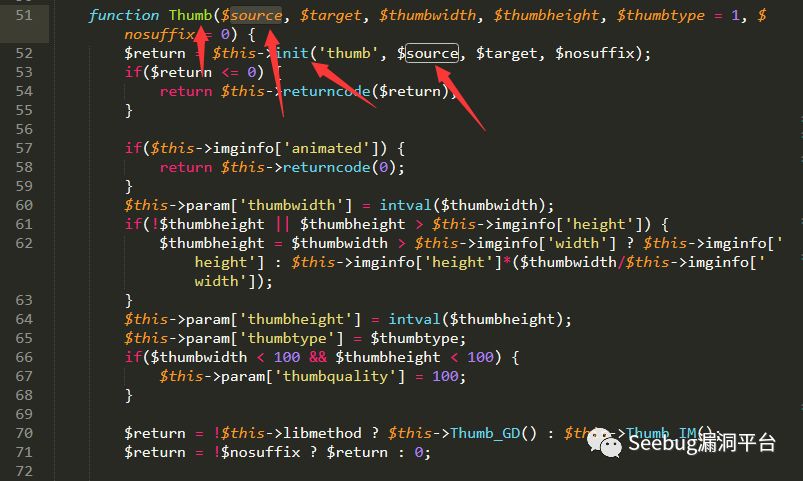 51 function Thumb($source, $target, $thumbwidth, $thumbheight, $thumbtype = 1, $
nosuffix = 0) {
52 $return = $this->init('thumb', $source, $target, $nosuffix);
53 if($return <= 0) {
54 return $this->returncode($return);
55 }
56
57 if($this->imginfo['animated']) {
58 return $this->returncode(0);
59 }
60 $this->param['thumbwidth'] = intval($thumbwidth);
61 if(!$thumbheight || $thumbheight > $this->imginfo['height']) {
62 $thumbheight = $thumbwidth > $this->imginfo['width'] ? $this->imginfo['
height'] : $this->imginfo['height']*($thumbwidth/$this->imginfo['
width']);
63 }
64 $this->param['thumbheight'] = intval($thumbheight);
65 $this->param['thumbtype'] = $thumbtype;
66 if($thumbwidth < 100 && $thumbheight < 100) {
67 $this->param['thumbquality'] = 100;
68 }
69
70 $return = !$this->libmethod ? $this->Thumb_GD() : $this->Thumb_IM();
71 $return = !$nosuffix ? $return : 0;
72
Seebug漏洞平台